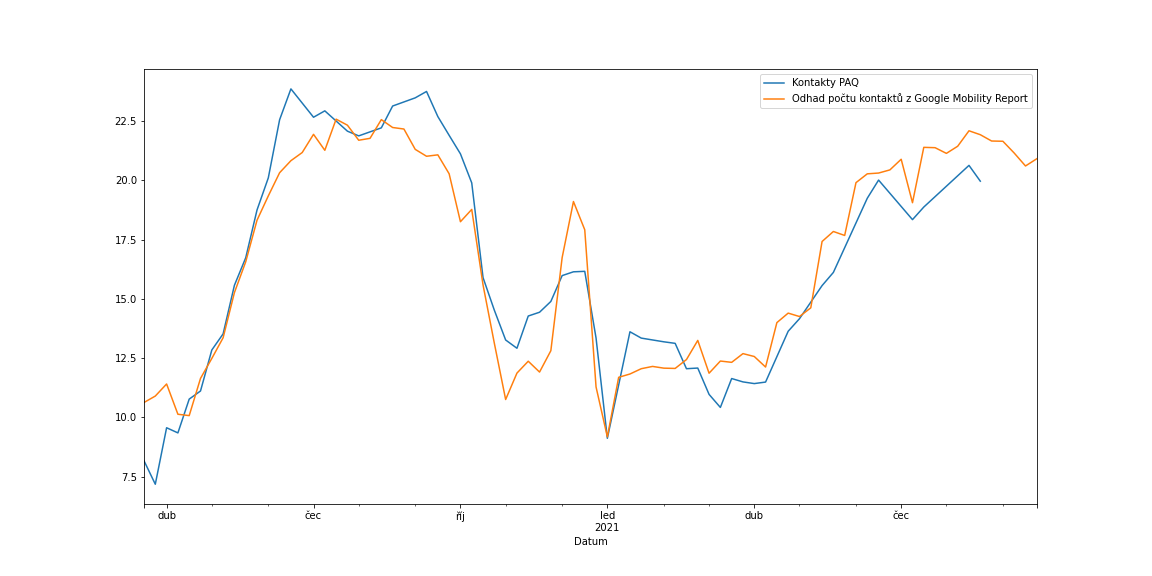 Kontakty PAQ
Odhad počtu kontaktů z Google Mobility Report
22.5
20.0
17.5
15.0
12.5
10.0
7.5
dub
čec
říj
led
2021
dub
čec
Datum